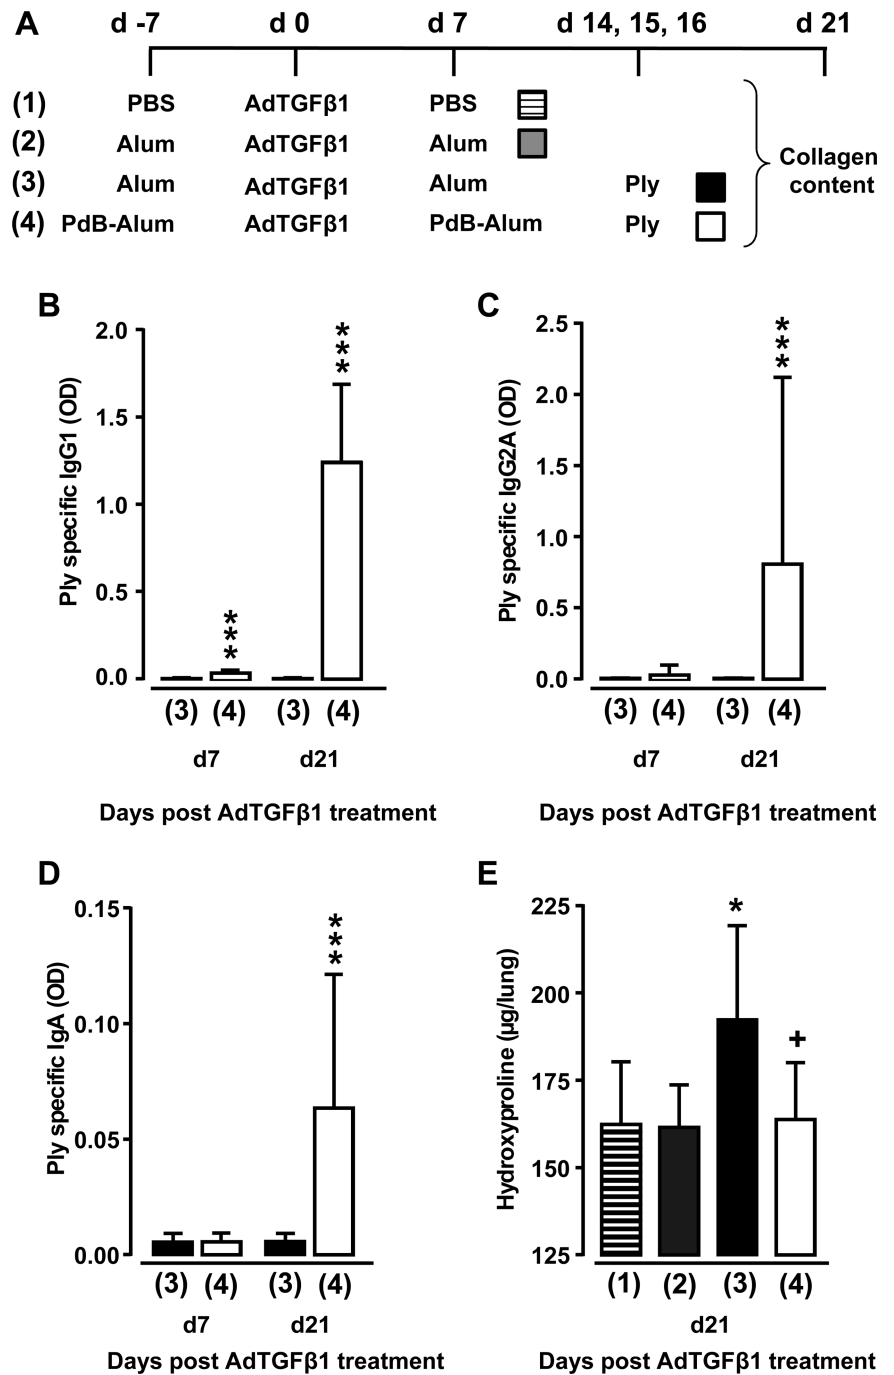 A
d -7 d 0 d 7 d 14, 15, 16 d 21
(1) PBS AdTGFβ1 PBS
(2) Alum AdTGFβ1 Alum
(3) Alum AdTGFβ1 Alum Ply
(4) PdB-Alum AdTGFβ1 PdB-Alum Ply
Collagen
content
B
Ply specific IgG1 (OD)
2.0
1.5
1.0
0.5
0.0
***
***
(3) (4) (3) (4)
d7 d21
Days post AdTGFβ1 treatment
C
Ply specific IgG2A (OD)
2.5
2.0
1.5
1.0
0.5
0.0
***
(3) (4) (3) (4)
d7 d21
Days post AdTGFβ1 treatment
D
Ply specific IgA (OD)
0.15
0.10
0.05
0.00
***
(3) (4) (3) (4)
d7 d21
Days post AdTGFβ1 treatment
E
Hydroxyproline (µg/lung)
225
200
175
150
125
*
+
(1) (2) (3) (4)
d21
Days post AdTGFβ1 treatment